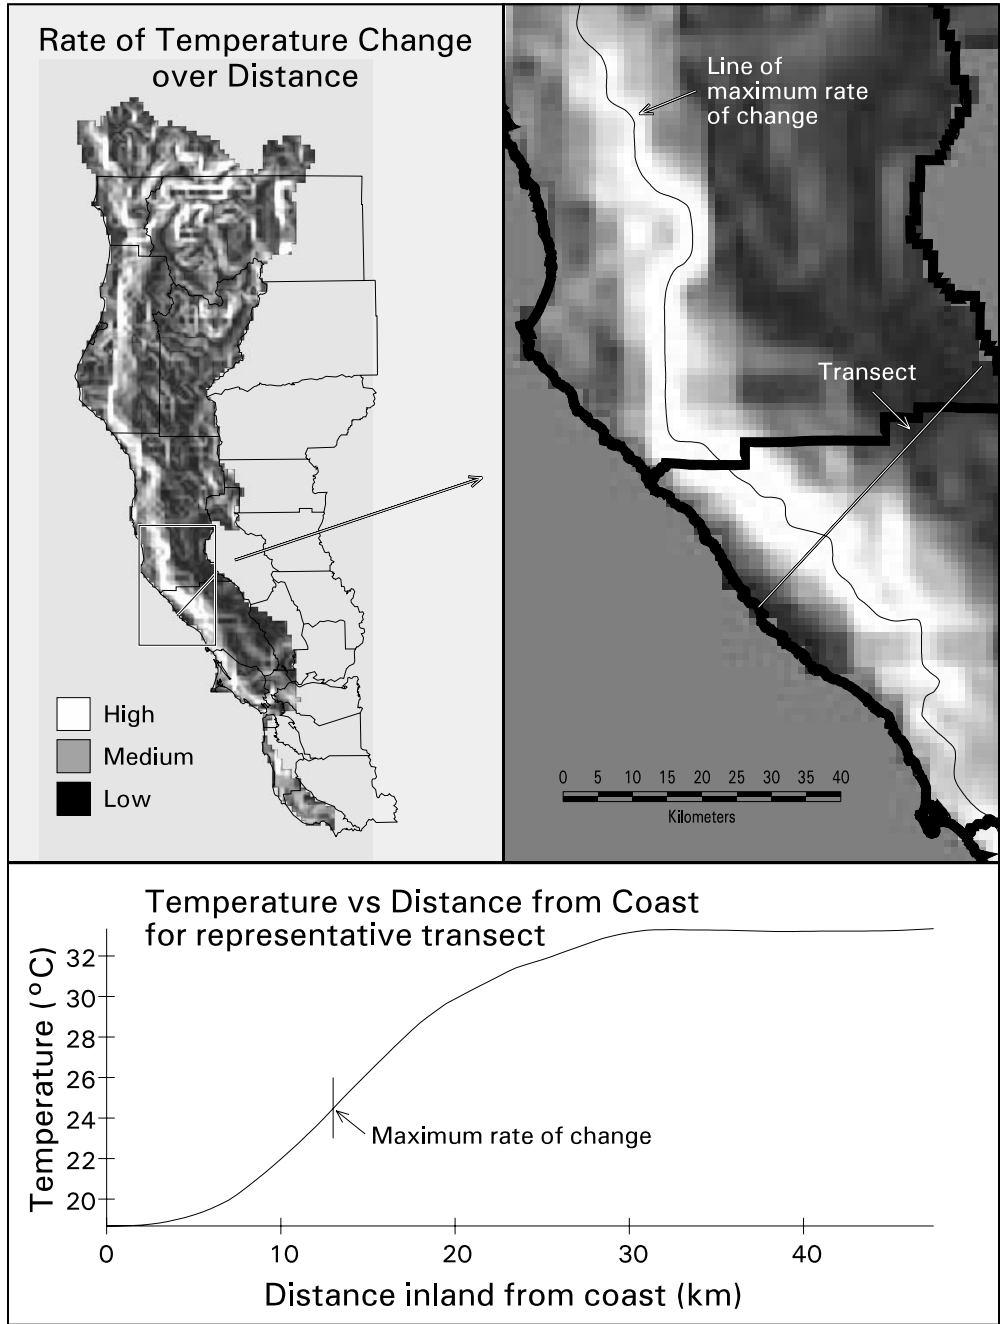 Rate of Temperature Change
over Distance
High
Medium
Low
Line of
maximum rate
of change
Transect
0 5 10 15 20 25 30 35 40
Kilometers
Temperature vs Distance from Coast
for representative transect
Temperature (°C)
32
30
28
26
24
22
20
Maximum rate of change
0 10 20 30 40
Distance inland from coast (km)